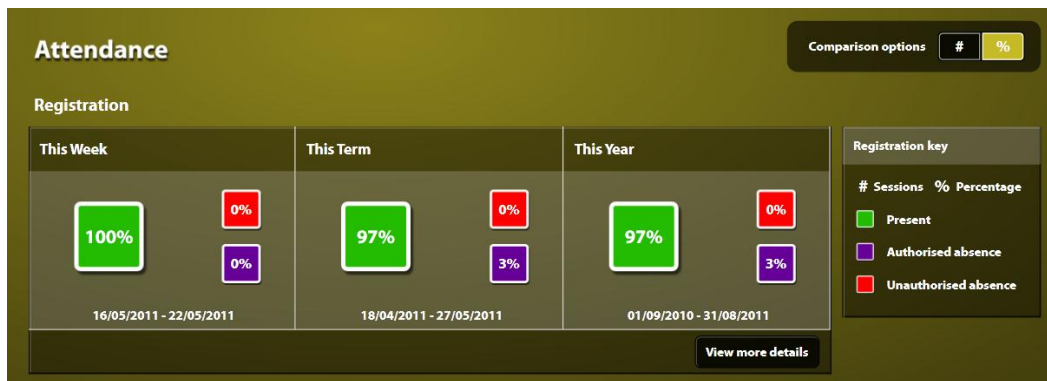 Attendance
Comparison options # %
Registration
This Week
This Term
This Year
100%
0%
0%
16/05/2011 - 22/05/2011
97%
0%
3%
18/04/2011 - 27/05/2011
97%
0%
3%
01/09/2010 - 31/08/2011
View more details
Registration key
# Sessions % Percentage
Present
Authorised absence
Unauthorised absence